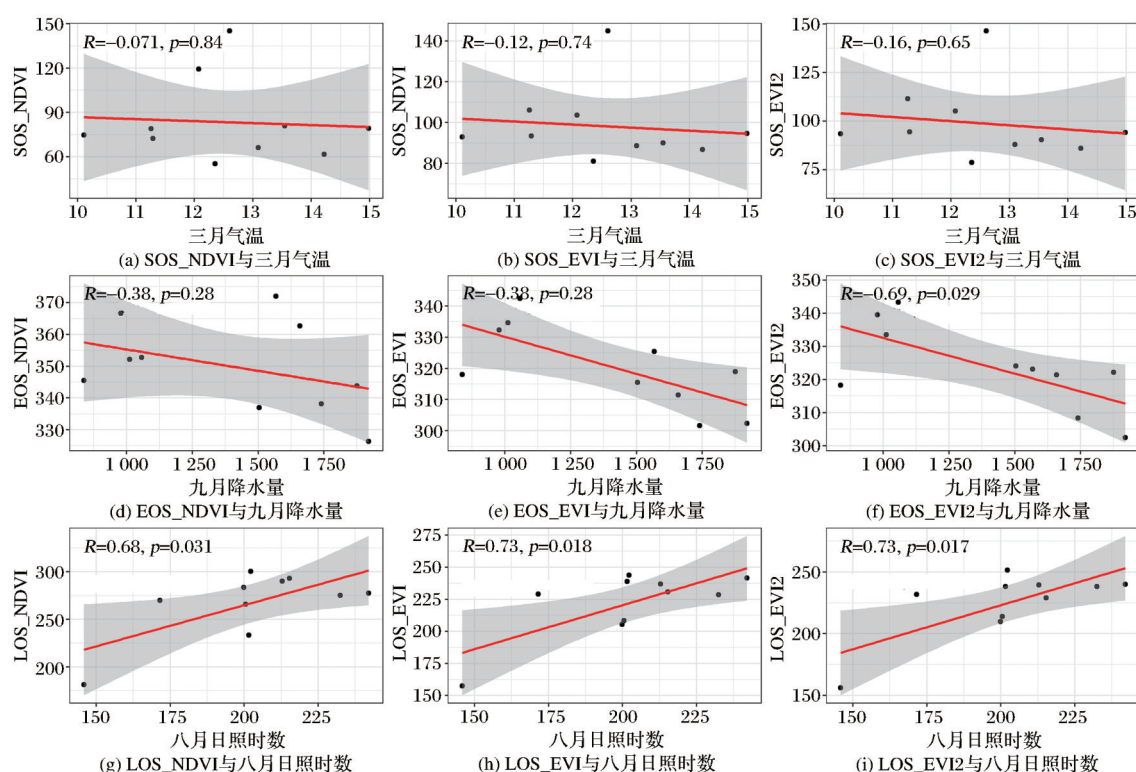 R=−0.071, p=0.84
150
120
90
60
SOS_NDVI
10 11 12 13 14 15
三月气温
(a) SOS_NDVI与三月气温
R=−0.12, p=0.74
140
120
100
80
SOS_NDVI
10 11 12 13 14 15
三月气温
(b) SOS_EVI与三月气温
R=−0.16, p=0.65
150
125
100
75
SOS_EVI2
10 11 12 13 14 15
三月气温
(c) SOS_EVI2与三月气温
R=−0.38, p=0.28
370
360
350
340
330
EOS_NDVI
1 000 1 250 1 500 1 750
九月降水量
(d) EOS_NDVI与九月降水量
R=−0.38, p=0.28
340
330
320
310
300
EOS_EVI
1 000 1 250 1 500 1 750
九月降水量
(e) EOS_EVI与九月降水量
R=−0.69, p=0.029
350
340
330
320
310
300
EOS_EVI2
1 000 1 250 1 500 1 750
九月降水量
(f) EOS_EVI2与九月降水量
R=0.68, p=0.031
300
250
200
LOS_NDVI
150 175 200 225
八月日照时数
(g) LOS_NDVI与八月日照时数
R=0.73, p=0.018
275
250
225
200
175
150
LOS_EVI
150 175 200 225
八月日照时数
(h) LOS_EVI与八月日照时数
R=0.73, p=0.017
250
200
150
LOS_EVI2
150 175 200 225
八月日照时数
(i) LOS_EVI2与八月日照时数